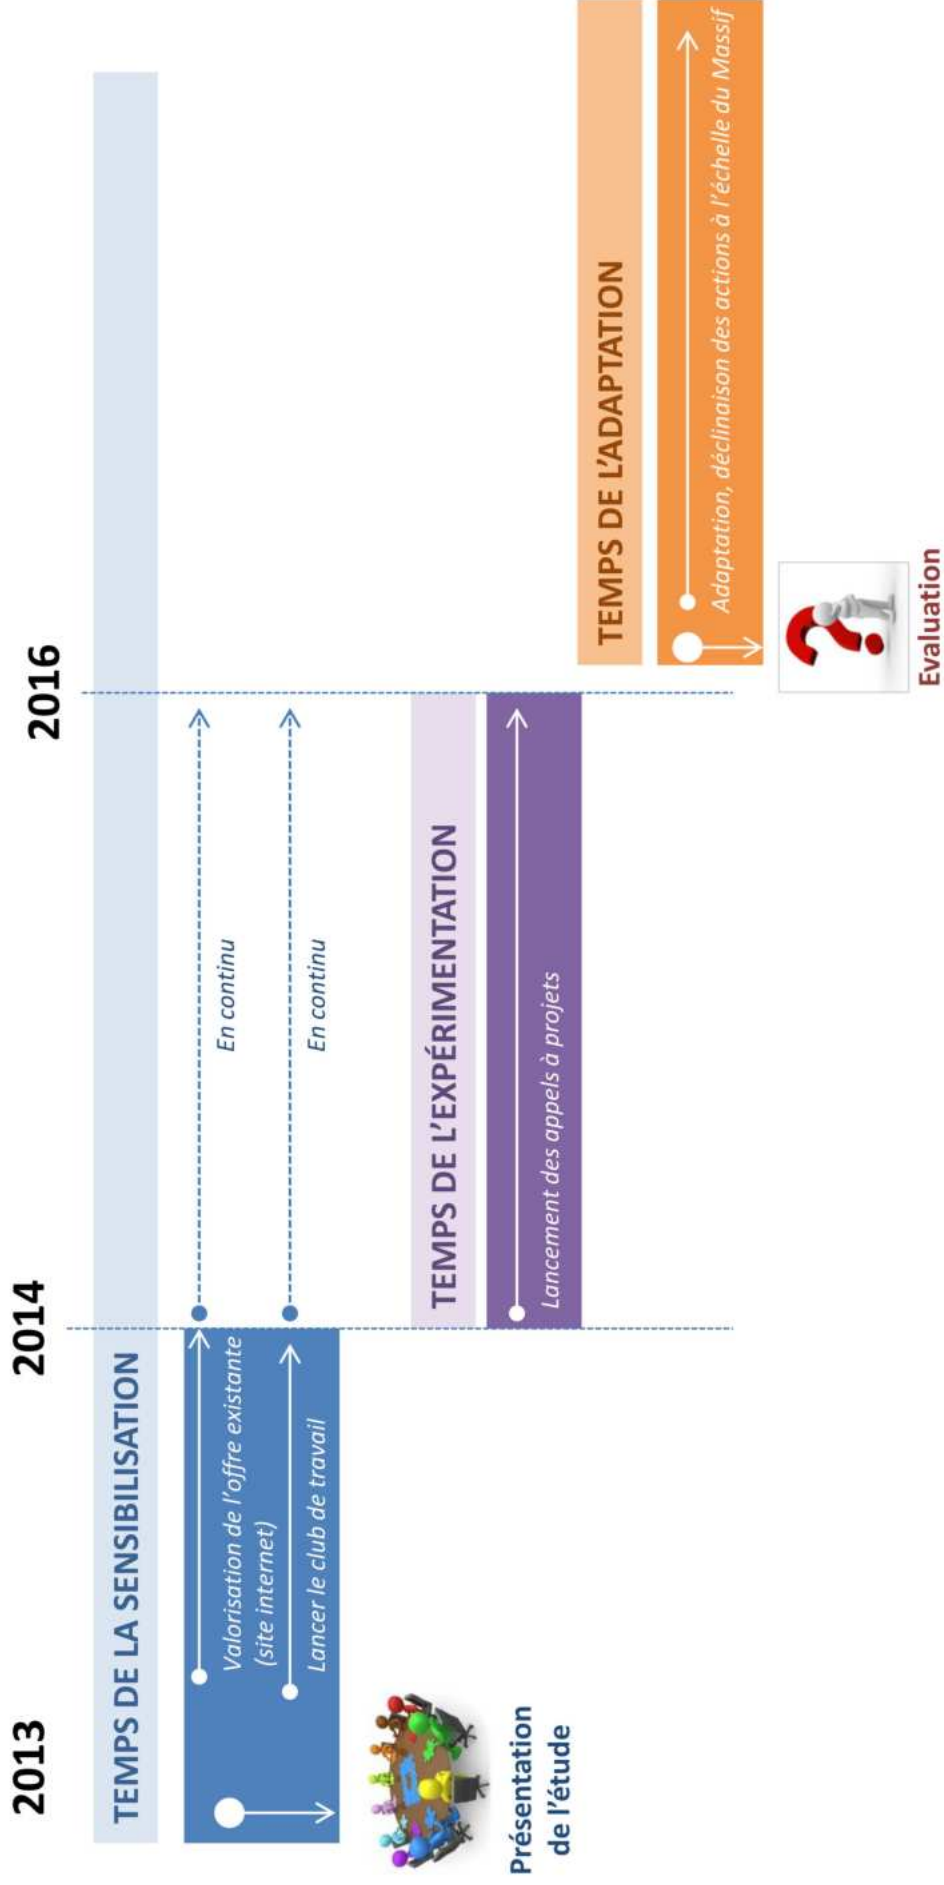 2013
2014
2016
TEMPS DE LA SENSIBILISATION
Valorisation de l'offre existante
(site internet)
En continu
Lancer le club de travail
En continu
Présentation
de l'étude
TEMPS DE L'EXPÉRIMENTATION
Lancement des appels à projets
TEMPS DE L'ADAPTATION
Adaptation, déclinaison des actions à l'échelle du Massif
Evaluation